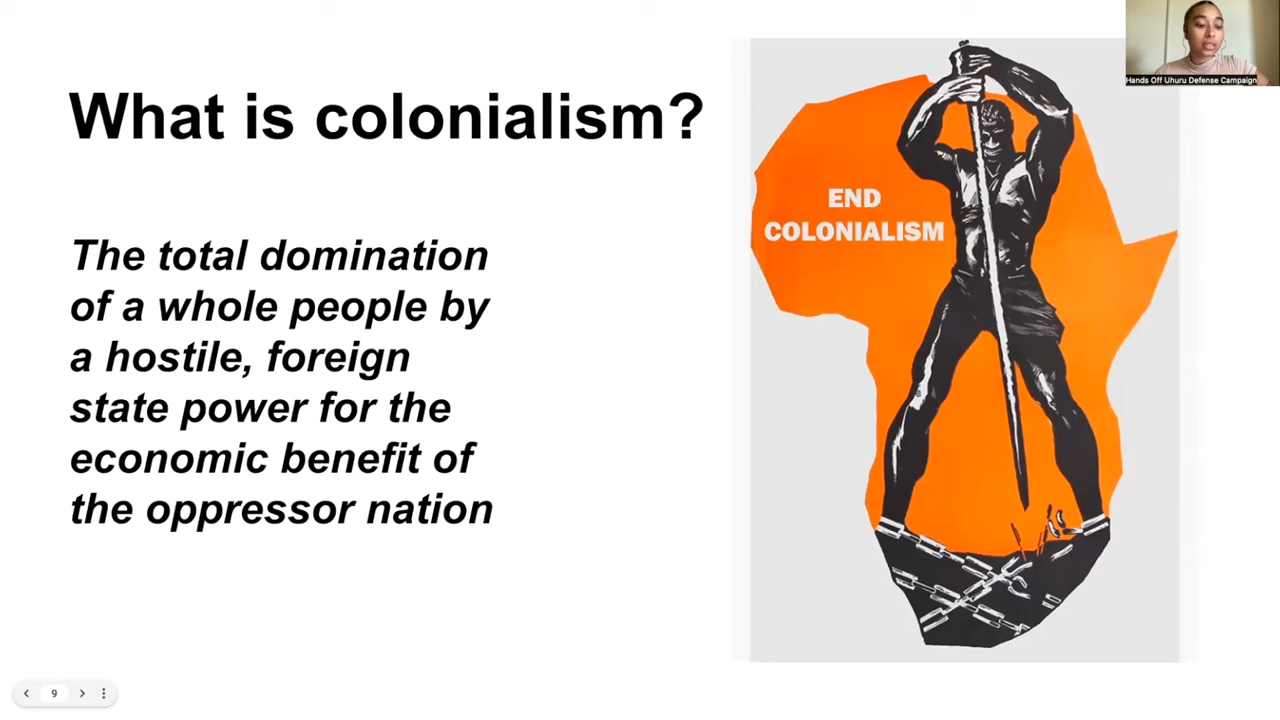 Hands Off Uhuru Defense Campaign
What is colonialism?
The total domination
of a whole people by
a hostile, foreign
state power for the
economic benefit of
the oppressor nation
END
COLONIALISM
9